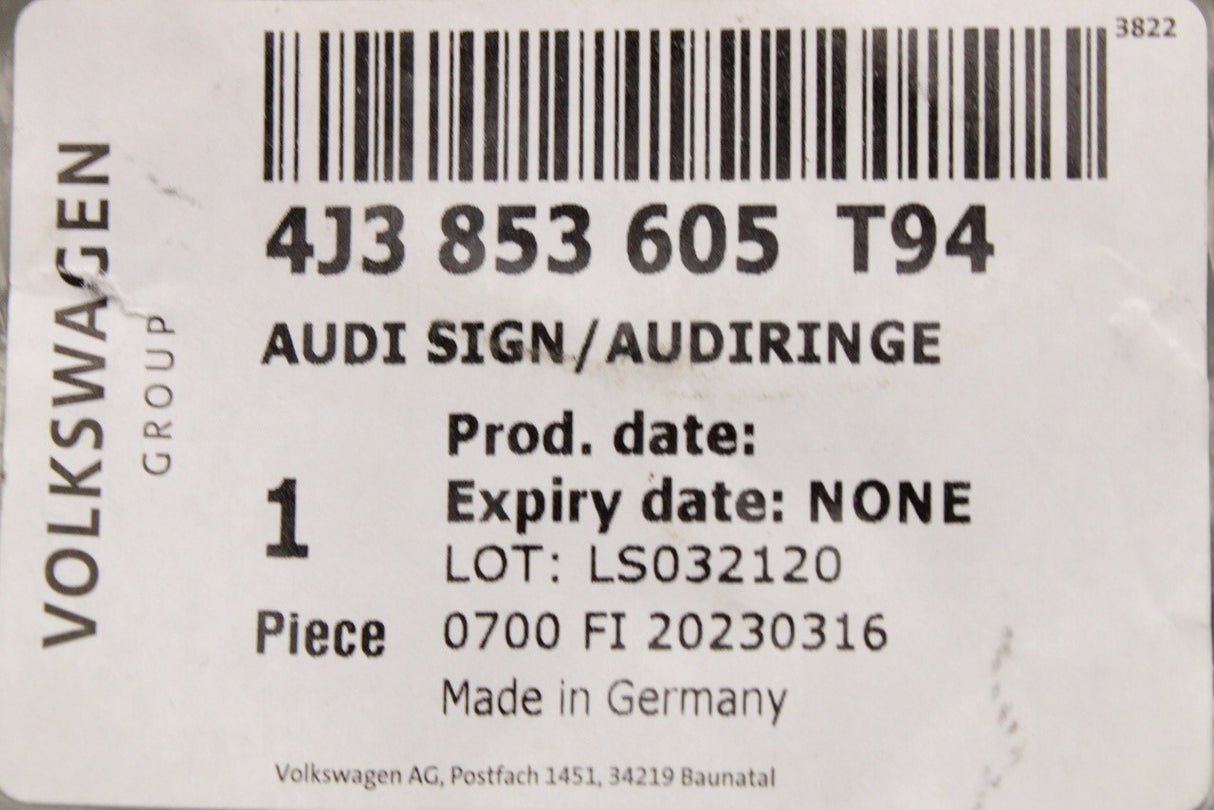 3822
VOLKSWAGEN
GROUP
4J3 853 605 T94
AUDI SIGN/AUDIRINGE
Prod. date:
1
Expiry date: NONE
LOT: LS032120
Piece
0700 FI 20230316
Made in Germany
Volkswagen AG, Postfach 1451, 34219 Baunatal